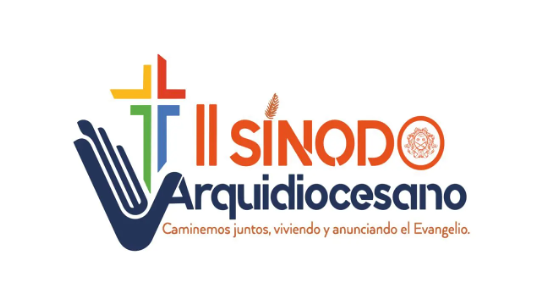 II SÍNODO
Arquidiocesano
Caminemos juntos, viviendo y anunciando el Evangelio.